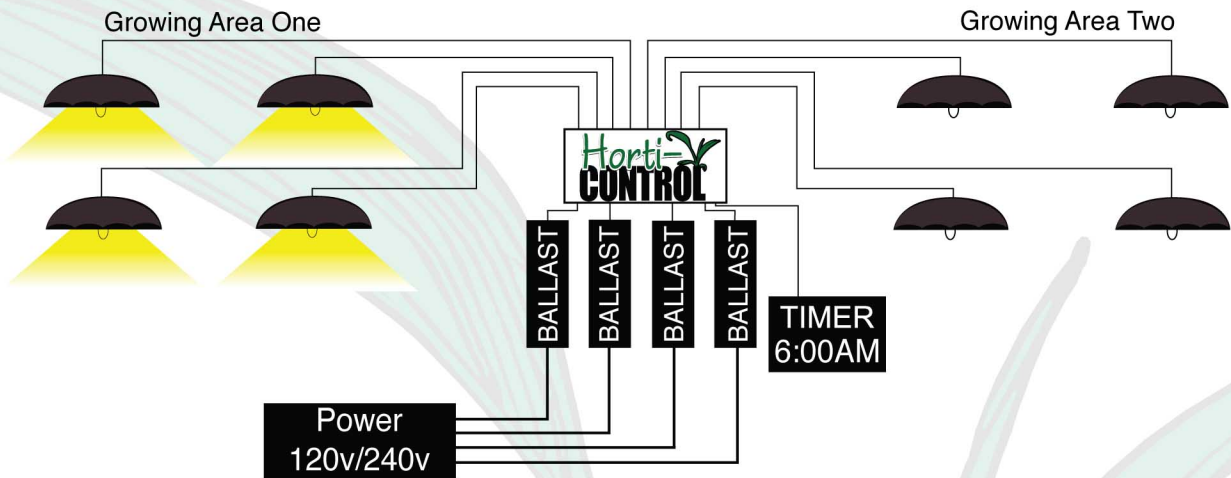 Growing Area One
Growing Area Two
Horti-
CONTROL
BALLAST
BALLAST
BALLAST
BALLAST
TIMER
6:00AM
Power
120v/240v